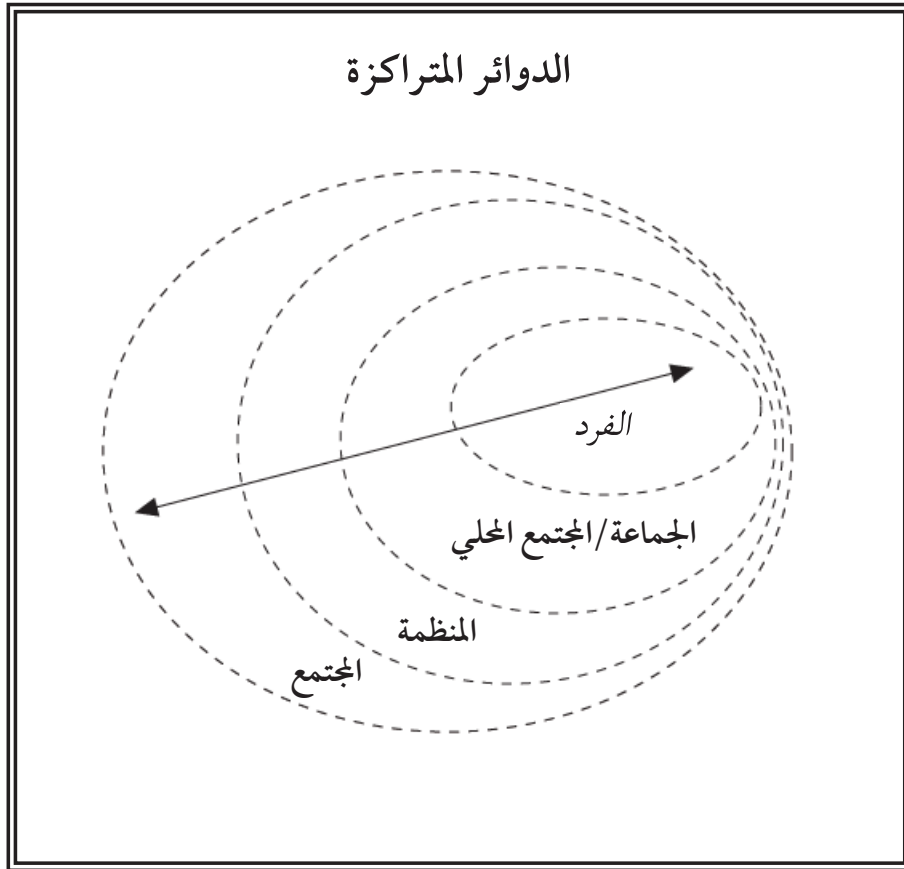 الدوائر المتراكزة
الفرد
الجماعة/المجتمع المحلي
المنظمة
المجتمع